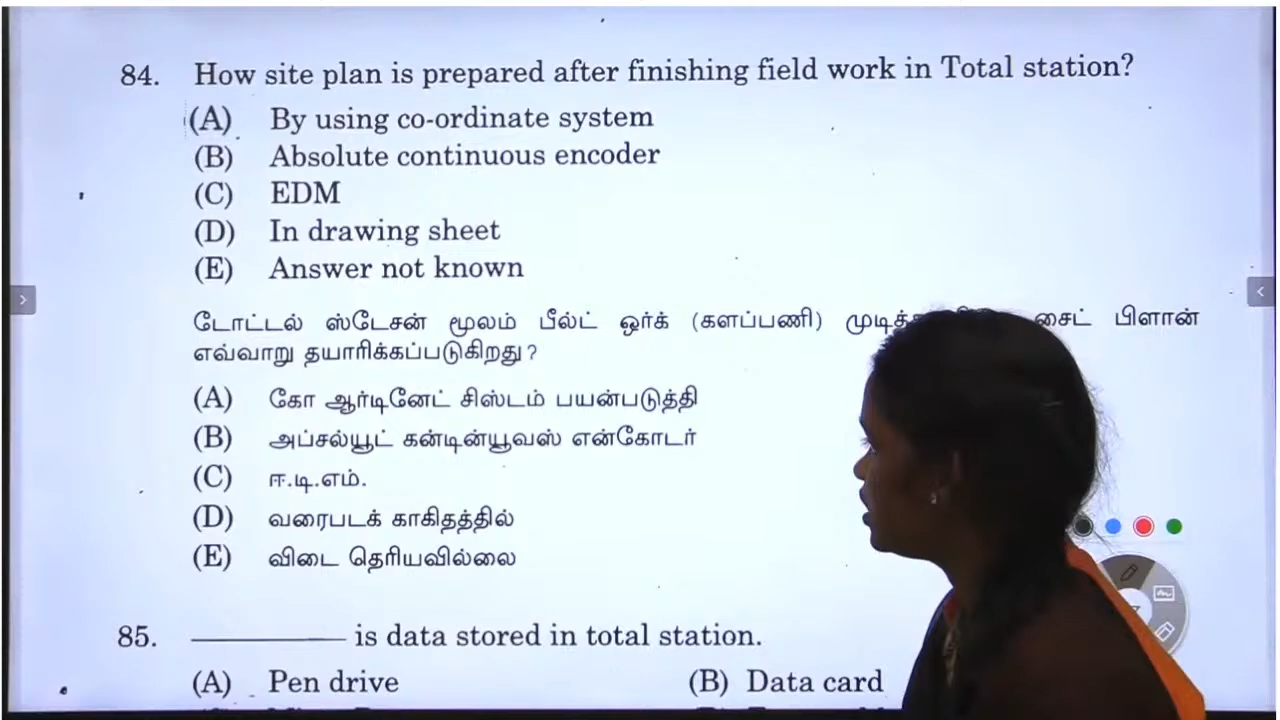 84. How site plan is prepared after finishing field work in Total station?
(A) By using co-ordinate system
(B) Absolute continuous encoder
(C) EDM
(D) In drawing sheet
(E) Answer not known
டோட்டல் ஸ்டேசன் மூலம் பீல்ட் ஒர்க் (களப்பணி) சைட் பிளான்
எவ்வாறு தயாரிக்கப்படுகிறது?
(A) கோ ஆர்டினேட் சிஸ்டம் பயன்படுத்தி
(B) அப்சல்யூட் கன்டின்யூவஸ் என்கோடர்
(C) ஈ.டி.எம்.
(D) வரைபடக் காகிதத்தில்
(E) விடை தெரியவில்லை
85. ________ is data stored in total station.
(A) Pen drive (B) Data card